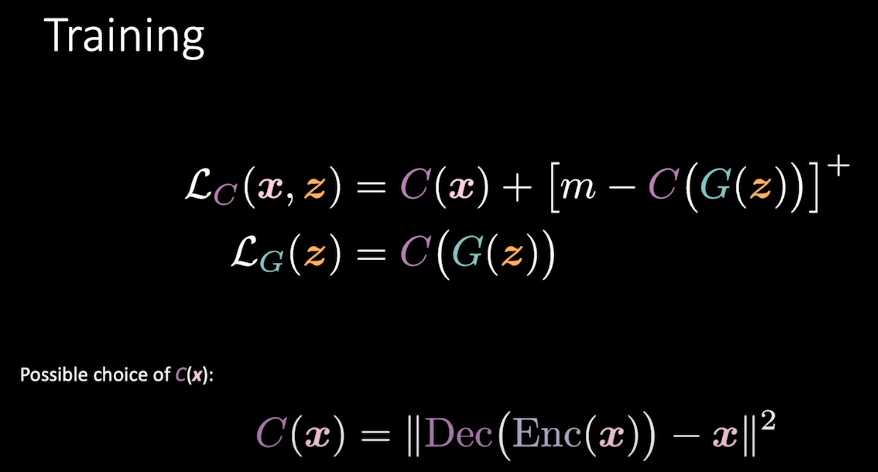 Training
ℒ_C(x, z) = C(x) + [m − C(G(z))]⁺
ℒ_G(z) = C(G(z))
Possible choice of C(x):
C(x) = ‖Dec(Enc(x)) − x‖²